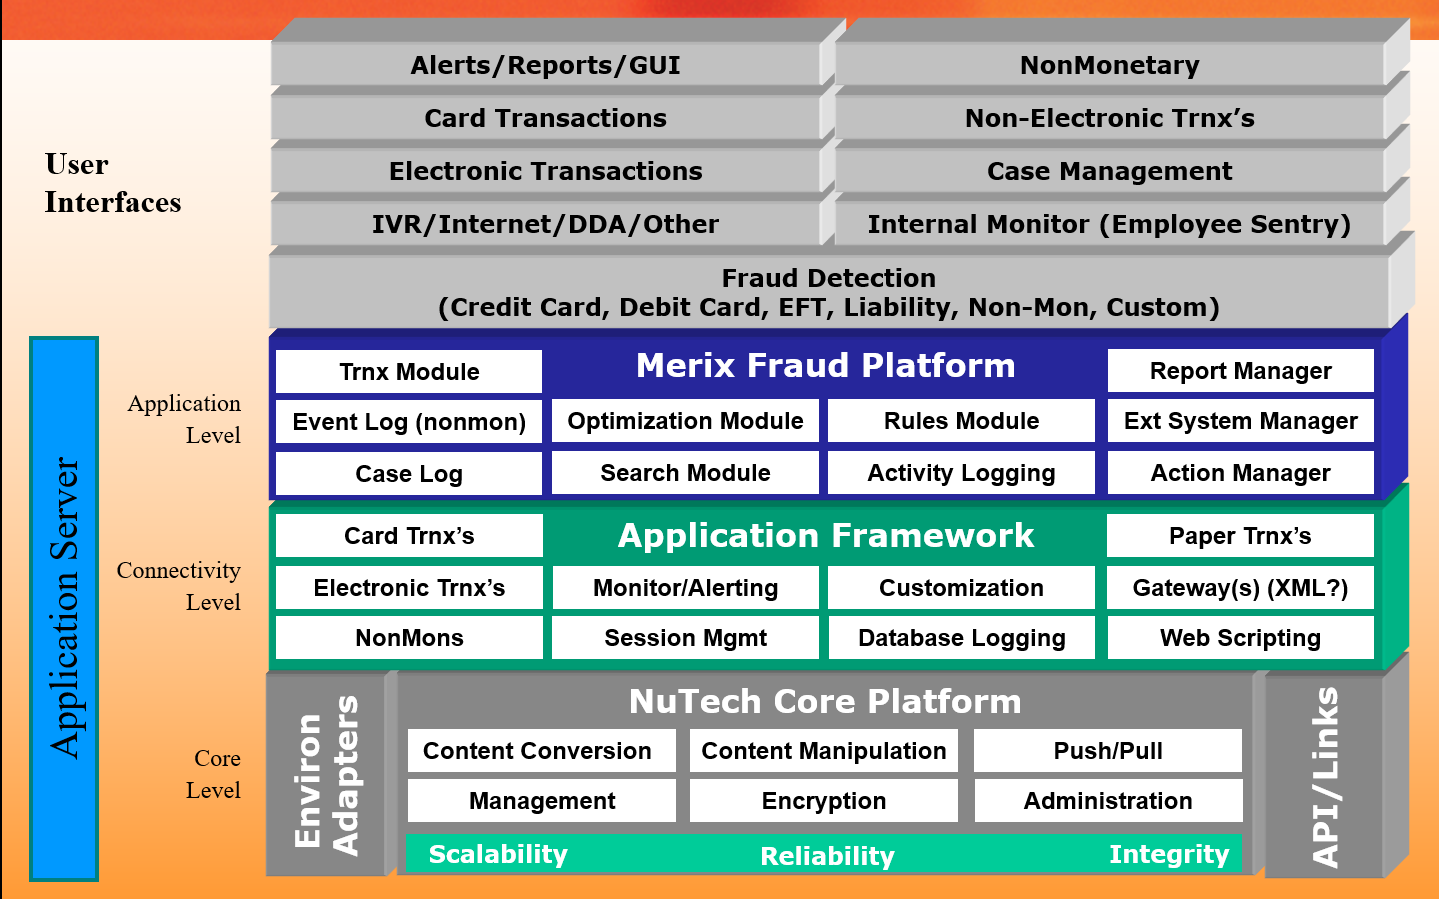 Alerts/Reports/GUI
NonMonetary
Card Transactions
Non-Electronic Trnx’s
User
Interfaces
Electronic Transactions
Case Management
IVR/Internet/DDA/Other
Internal Monitor (Employee Sentry)
Fraud Detection
(Credit Card, Debit Card, EFT, Liability, Non-Mon, Custom)
Application Server
Application
Level
Merix Fraud Platform
Trnx Module
Report Manager
Event Log (nonmon)
Optimization Module
Rules Module
Ext System Manager
Case Log
Search Module
Activity Logging
Action Manager
Connectivity
Level
Application Framework
Card Trnx’s
Paper Trnx’s
Electronic Trnx’s
Monitor/Alerting
Customization
Gateway(s) (XML?)
NonMons
Session Mgmt
Database Logging
Web Scripting
Core
Level
Environ
Adapters
NuTech Core Platform
Content Conversion
Content Manipulation
Push/Pull
Management
Encryption
Administration
Scalability
Reliability
Integrity
API/Links